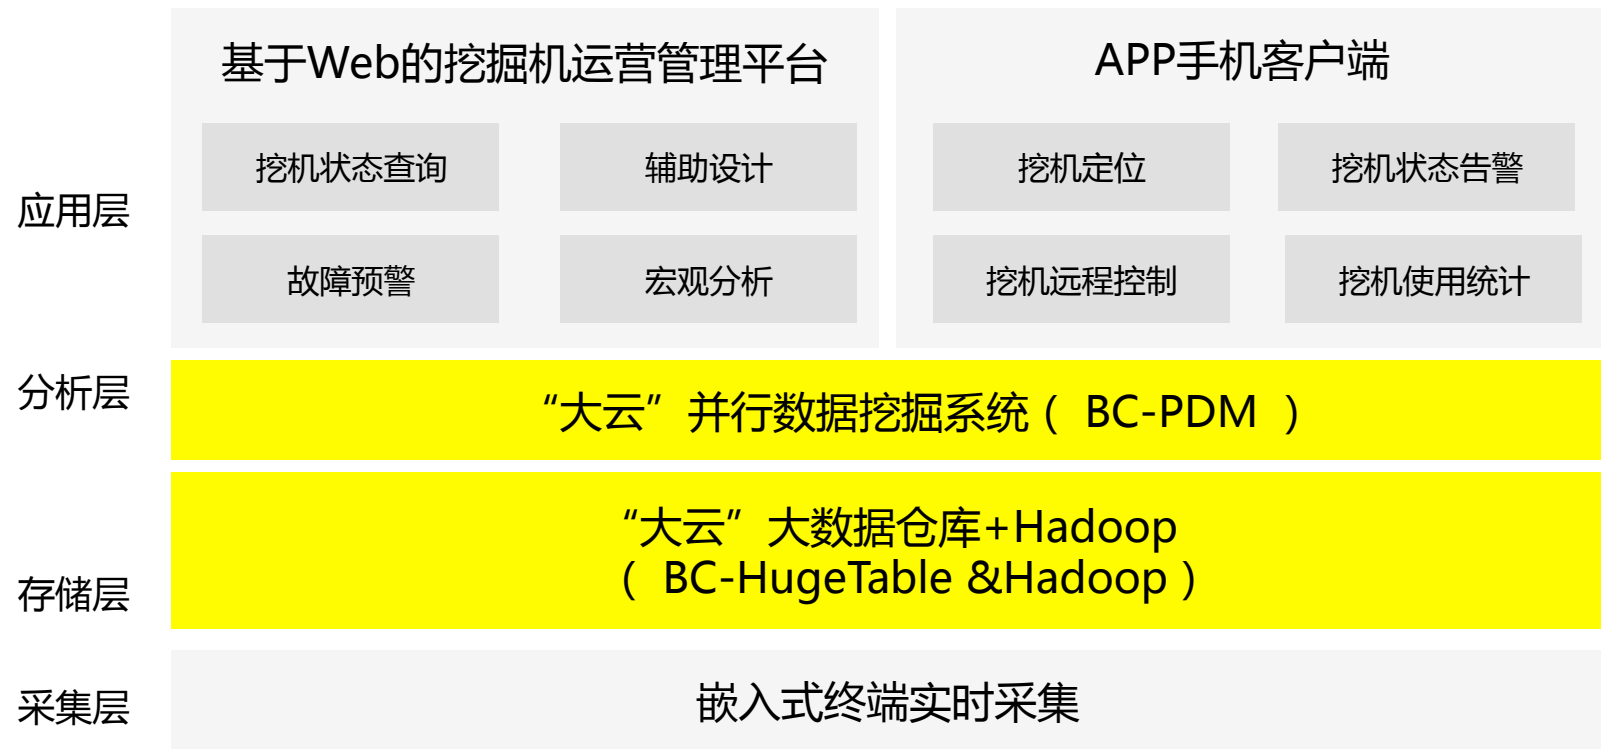 基于Web的挖掘机运营管理平台
APP手机客户端
挖机状态查询
辅助设计
挖机定位
挖机状态告警
应用层
故障预警
宏观分析
挖机远程控制
挖机使用统计
分析层
“大云”并行数据挖掘系统（ BC-PDM ）
“大云”大数据仓库+Hadoop
（ BC-HugeTable &Hadoop）
存储层
采集层
嵌入式终端实时采集